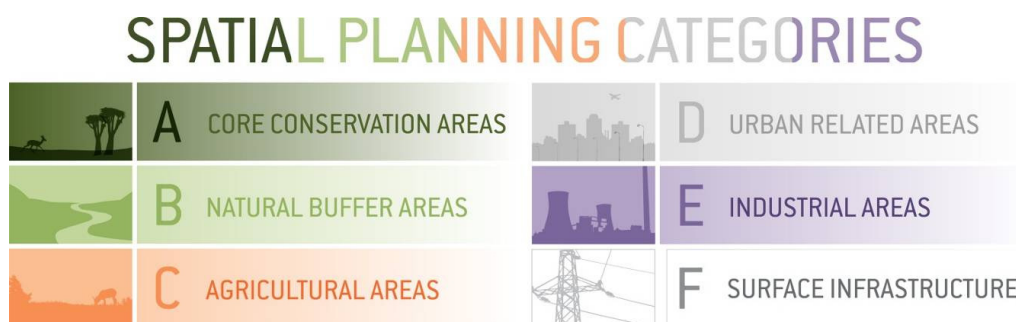 SPATIAL PLANNING CATEGORIES
A CORE CONSERVATION AREAS
B NATURAL BUFFER AREAS
C AGRICULTURAL AREAS
D URBAN RELATED AREAS
E INDUSTRIAL AREAS
F SURFACE INFRASTRUCTURE